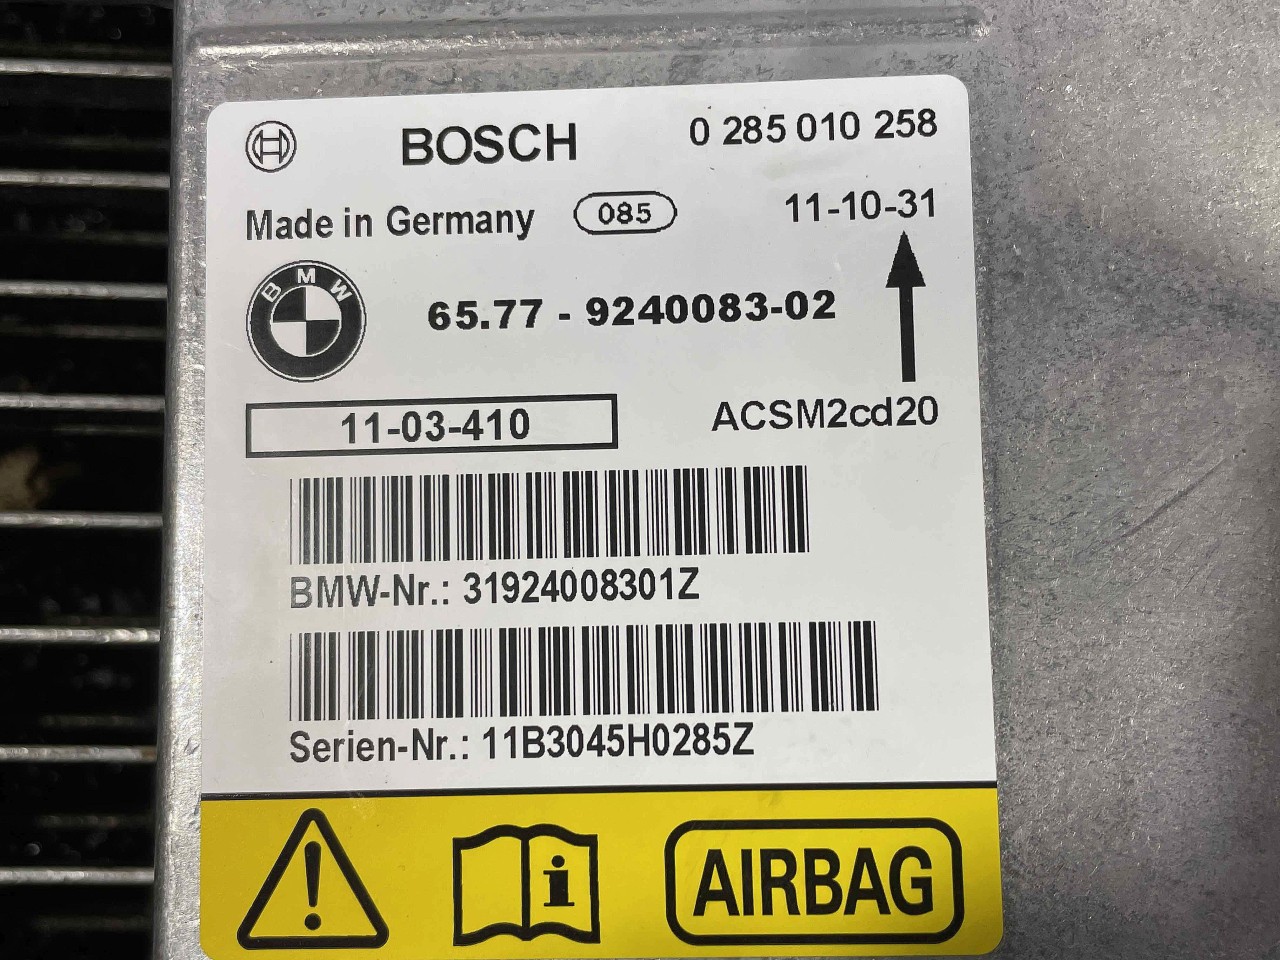 BOSCH 0 285 010 258
Made in Germany 085 11-10-31
BMW
65.77 - 9240083-02
11-03-410 ACSM2cd20
BMW-Nr.: 31924008301Z
Serien-Nr.: 11B3045H0285Z
i AIRBAG